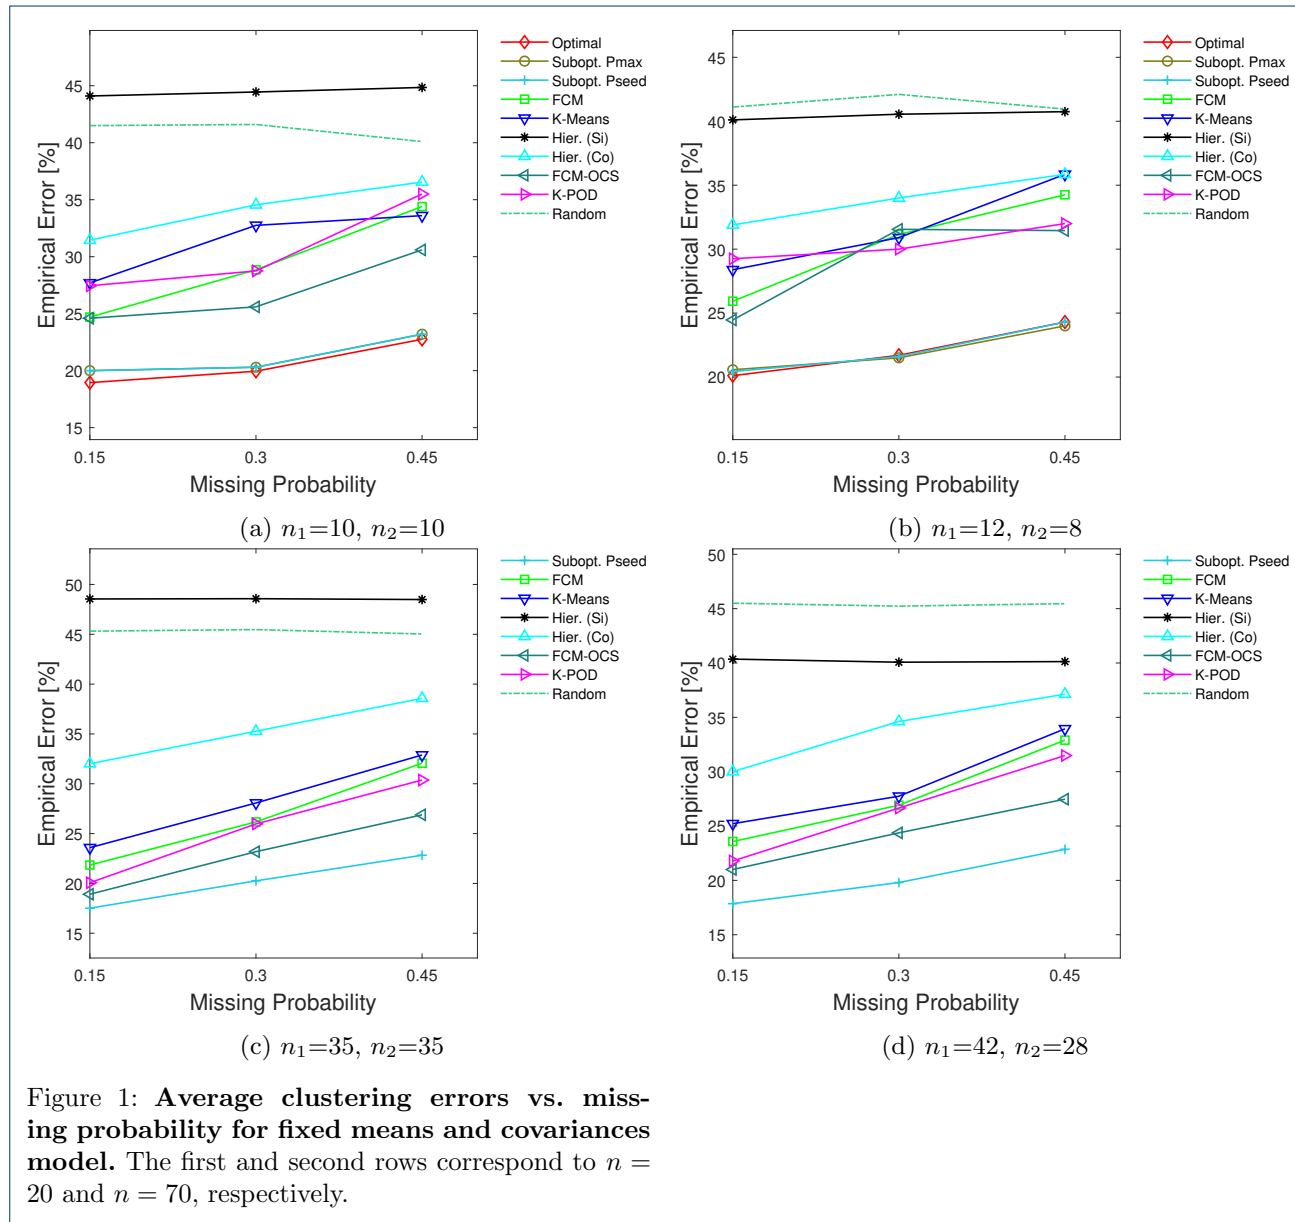 45
40
35
30
25
20
15
0.15
0.3
0.45
Empirical Error [%]
Missing Probability
Optimal
Subopt. Pmax
Subopt. Pseed
FCM
K-Means
Hier. (Si)
Hier. (Co)
FCM-OCS
K-POD
Random
(a) n₁=10, n₂=10
45
40
35
30
25
20
0.15
0.3
0.45
Empirical Error [%]
Missing Probability
Optimal
Subopt. Pmax
Subopt. Pseed
FCM
K-Means
Hier. (Si)
Hier. (Co)
FCM-OCS
K-POD
Random
(b) n₁=12, n₂=8
50
45
40
35
30
25
20
15
0.15
0.3
0.45
Empirical Error [%]
Missing Probability
Subopt. Pseed
FCM
K-Means
Hier. (Si)
Hier. (Co)
FCM-OCS
K-POD
Random
(c) n₁=35, n₂=35
50
45
40
35
30
25
20
15
0.15
0.3
0.45
Empirical Error [%]
Missing Probability
Subopt. Pseed
FCM
K-Means
Hier. (Si)
Hier. (Co)
FCM-OCS
K-POD
Random
(d) n₁=42, n₂=28
Figure 1: Average clustering errors vs. miss-
ing probability for fixed means and covariances
model. The first and second rows correspond to n =
20 and n = 70, respectively.